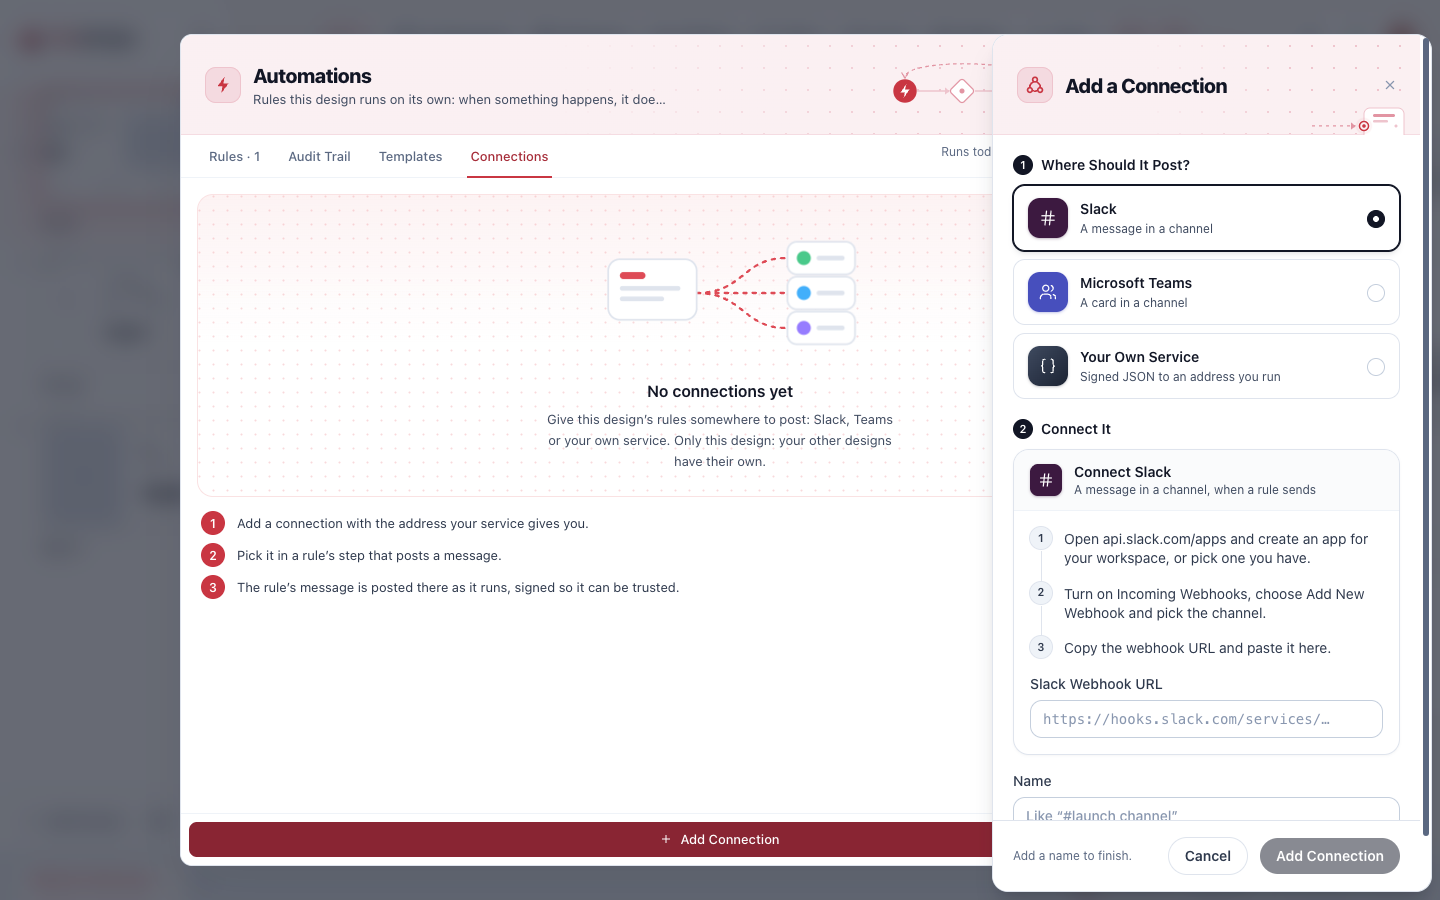 Automations
Rules this design runs on its own: when something happens, it doe...
Rules · 1
Audit Trail
Templates
Connections
Runs tod
No connections yet
Give this design's rules somewhere to post: Slack, Teams
or your own service. Only this design: your other designs
have their own.
1 Add a connection with the address your service gives you.
2 Pick it in a rule's step that posts a message.
3 The rule's message is posted there as it runs, signed so it can be trusted.
+ Add Connection
Add a Connection
1 Where Should It Post?
Slack
A message in a channel
Microsoft Teams
A card in a channel
{ } Your Own Service
Signed JSON to an address you run
2 Connect It
Connect Slack
A message in a channel, when a rule sends
1 Open api.slack.com/apps and create an app for
your workspace, or pick one you have.
2 Turn on Incoming Webhooks, choose Add New
Webhook and pick the channel.
3 Copy the webhook URL and paste it here.
Slack Webhook URL
https://hooks.slack.com/services/…
Name
Like “#launch channel”
Add a name to finish.
Cancel
Add Connection